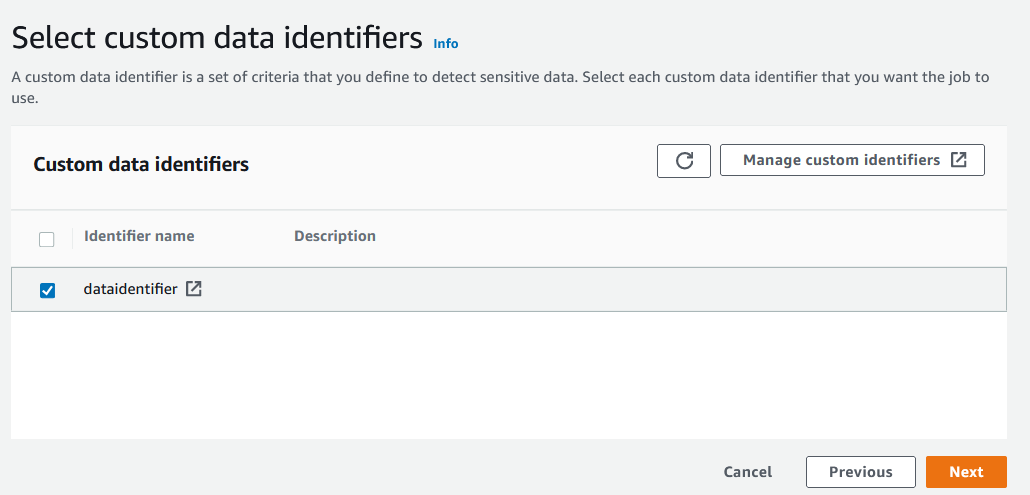 Select custom data identifiers Info
A custom data identifier is a set of criteria that you define to detect sensitive data. Select each custom data identifier that you want the job to
use.
Custom data identifiers
Manage custom identifiers
Identifier name Description
dataidentifier
Cancel Previous Next